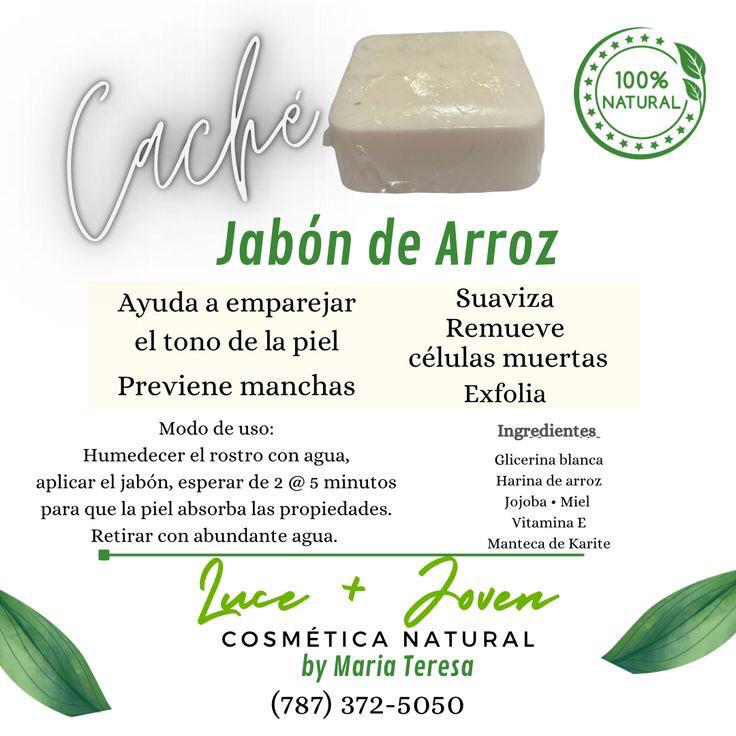 Caché
100%
NATURAL
Jabón de Arroz
Ayuda a emparejar
el tono de la piel
Previene manchas
Suaviza
Remueve
células muertas
Exfolia
Modo de uso:
Humedecer el rostro con agua,
aplicar el jabón, esperar de 2 @ 5 minutos
para que la piel absorba las propiedades.
Retirar con abundante agua.
Ingredientes
Glicerina blanca
Harina de arroz
Jojoba • Miel
Vitamina E
Manteca de Karite
Luce + Joven
COSMÉTICA NATURAL
by Maria Teresa
(787) 372-5050